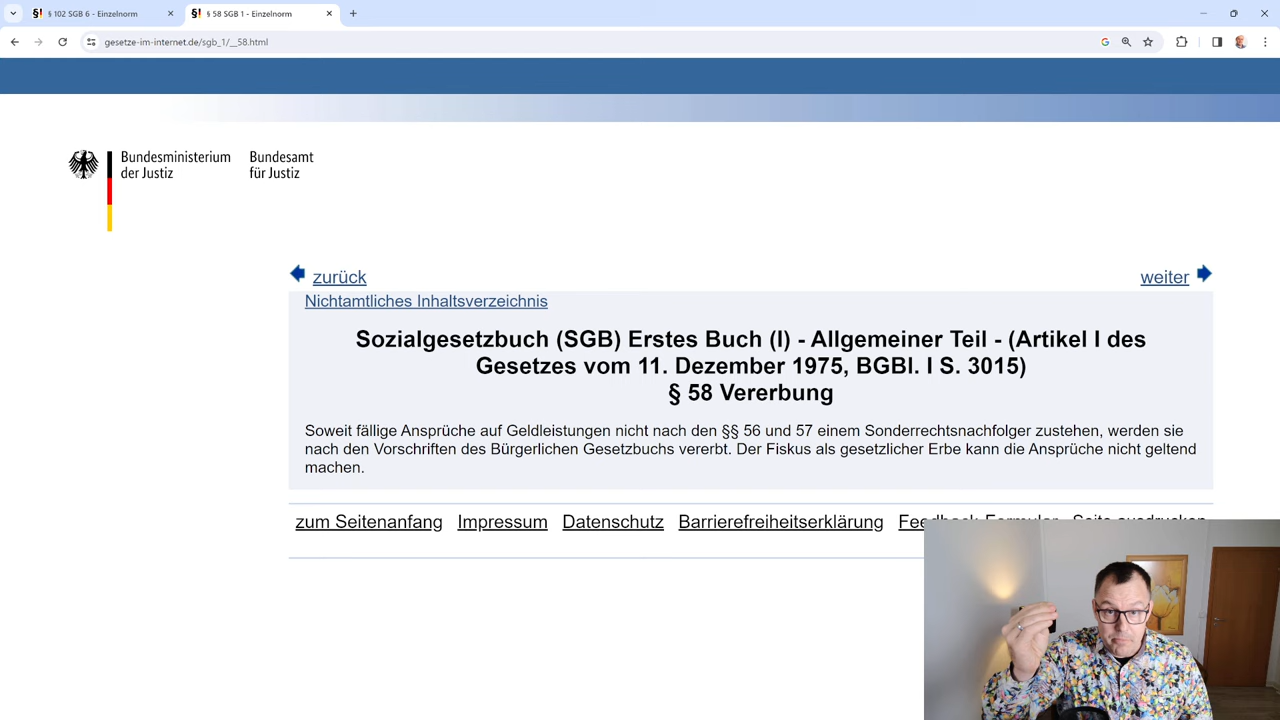 § 102 SGB 6 - Einzelnorm
§ 58 SGB 1 - Einzelnorm
gesetze-im-internet.de/sgb_1/__58.html
Bundesministerium
der Justiz
Bundesamt
für Justiz
zurück
weiter
Nichtamtliches Inhaltsverzeichnis
Sozialgesetzbuch (SGB) Erstes Buch (I) - Allgemeiner Teil - (Artikel I des
Gesetzes vom 11. Dezember 1975, BGBl. I S. 3015)
§ 58 Vererbung
Soweit fällige Ansprüche auf Geldleistungen nicht nach den §§ 56 und 57 einem Sonderrechtsnachfolger zustehen, werden sie
nach den Vorschriften des Bürgerlichen Gesetzbuchs vererbt. Der Fiskus als gesetzlicher Erbe kann die Ansprüche nicht geltend
machen.
zum Seitenanfang Impressum Datenschutz Barrierefreiheitserklärung Feedback-Formular Seite ausdrucken